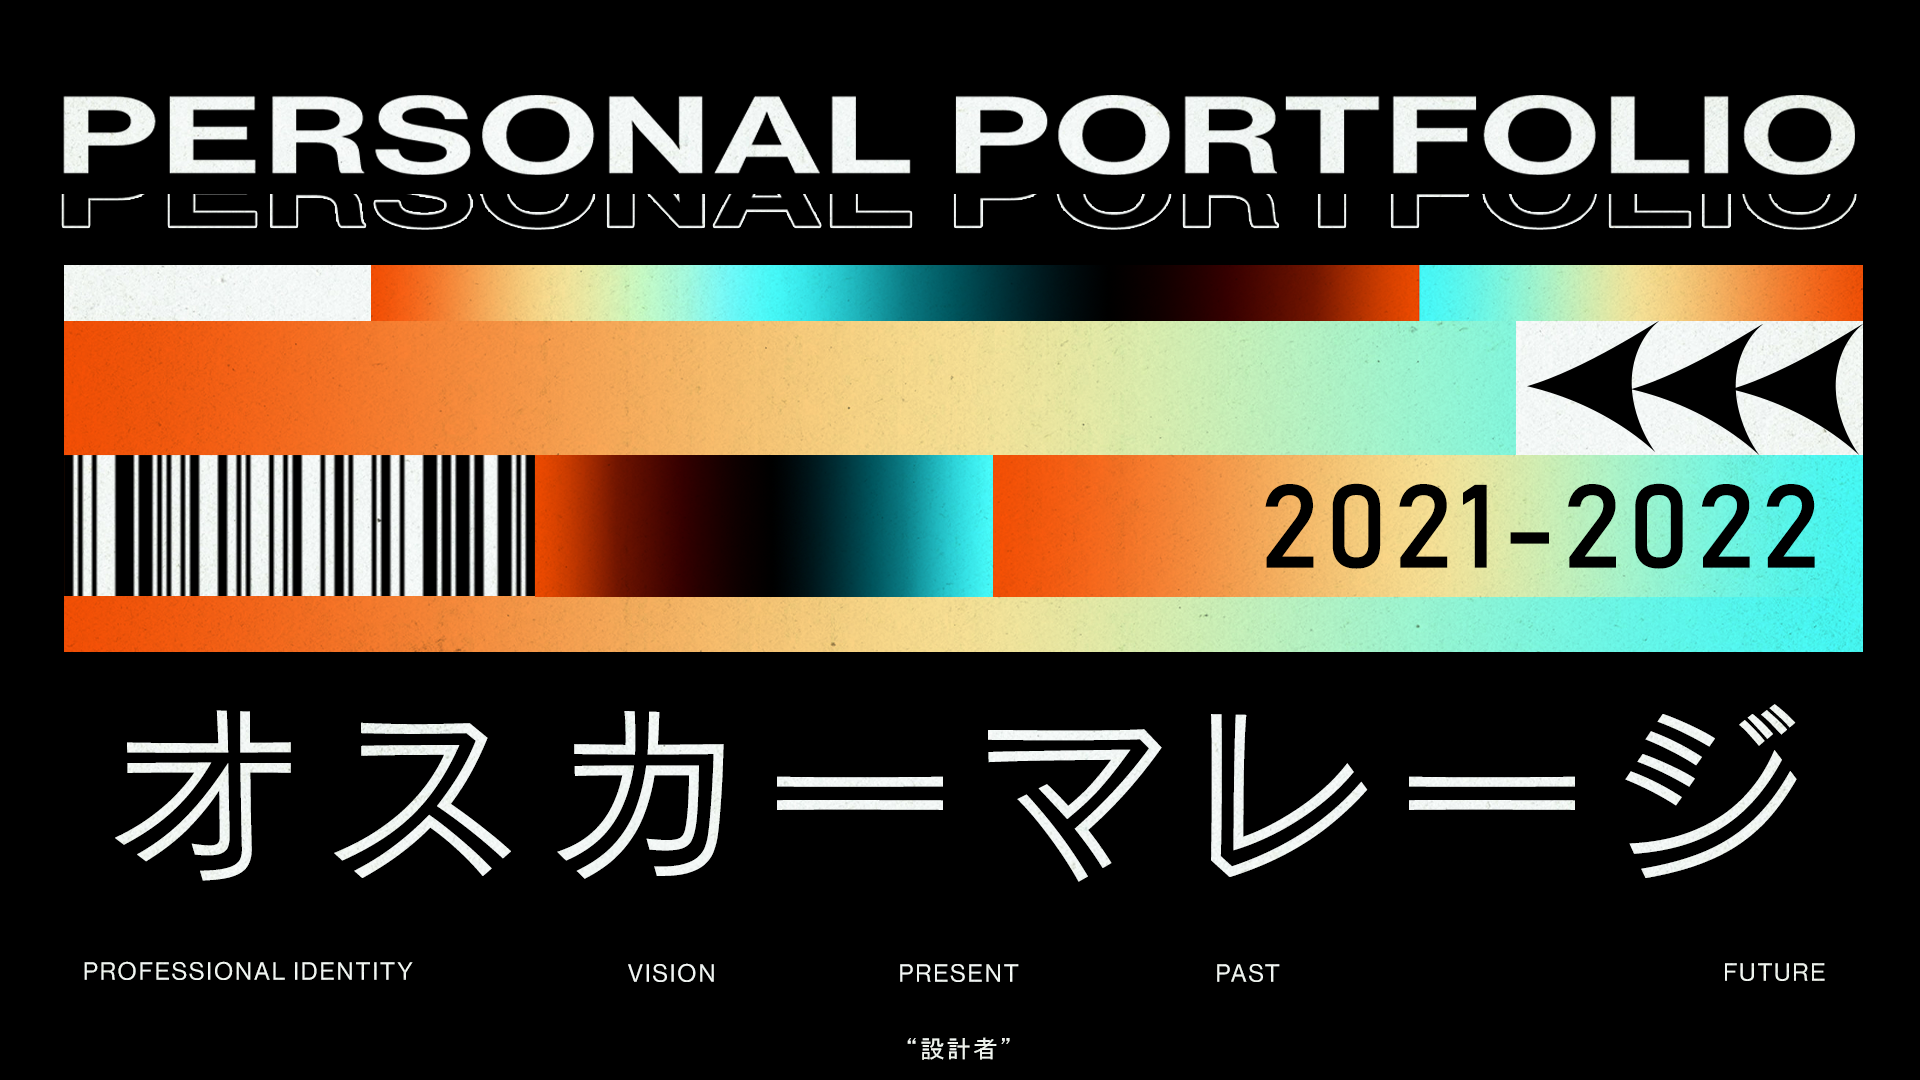 PERSONAL PORTFOLIO
PERSONAL PORTFOLIO
2021-2022
オスカーマレージ
PROFESSIONAL IDENTITY VISION PRESENT PAST FUTURE
“設計者”